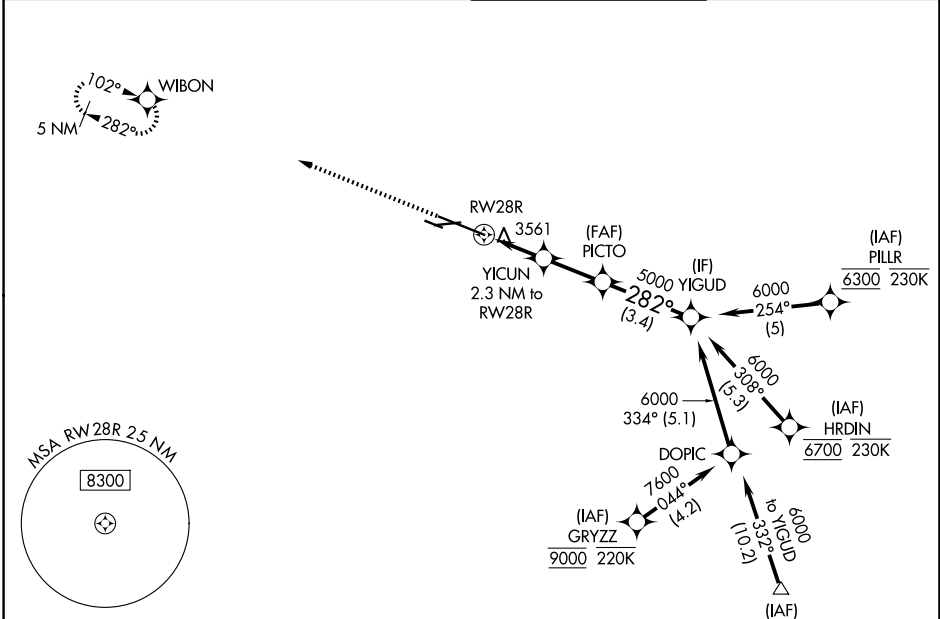 102°
WIBON
5 NM
282°
RW28R
3561
(FAF)
PICTO
YICUN
2.3 NM to
RW28R
5000
282°
(3.4)
(IF)
YIGUD
(IAF)
PILLR
6300 230K
6000
254°
(5)
6000
308°
(5.3)
(IAF)
HRDIN
6700 230K
6000
334° (5.1)
DOPIC
7600
044°
(4.2)
(IAF)
GRYZZ
9000 220K
6000
to YIGUD
332°
(10.2)
(IAF)
MSA RW28R 25 NM
8300